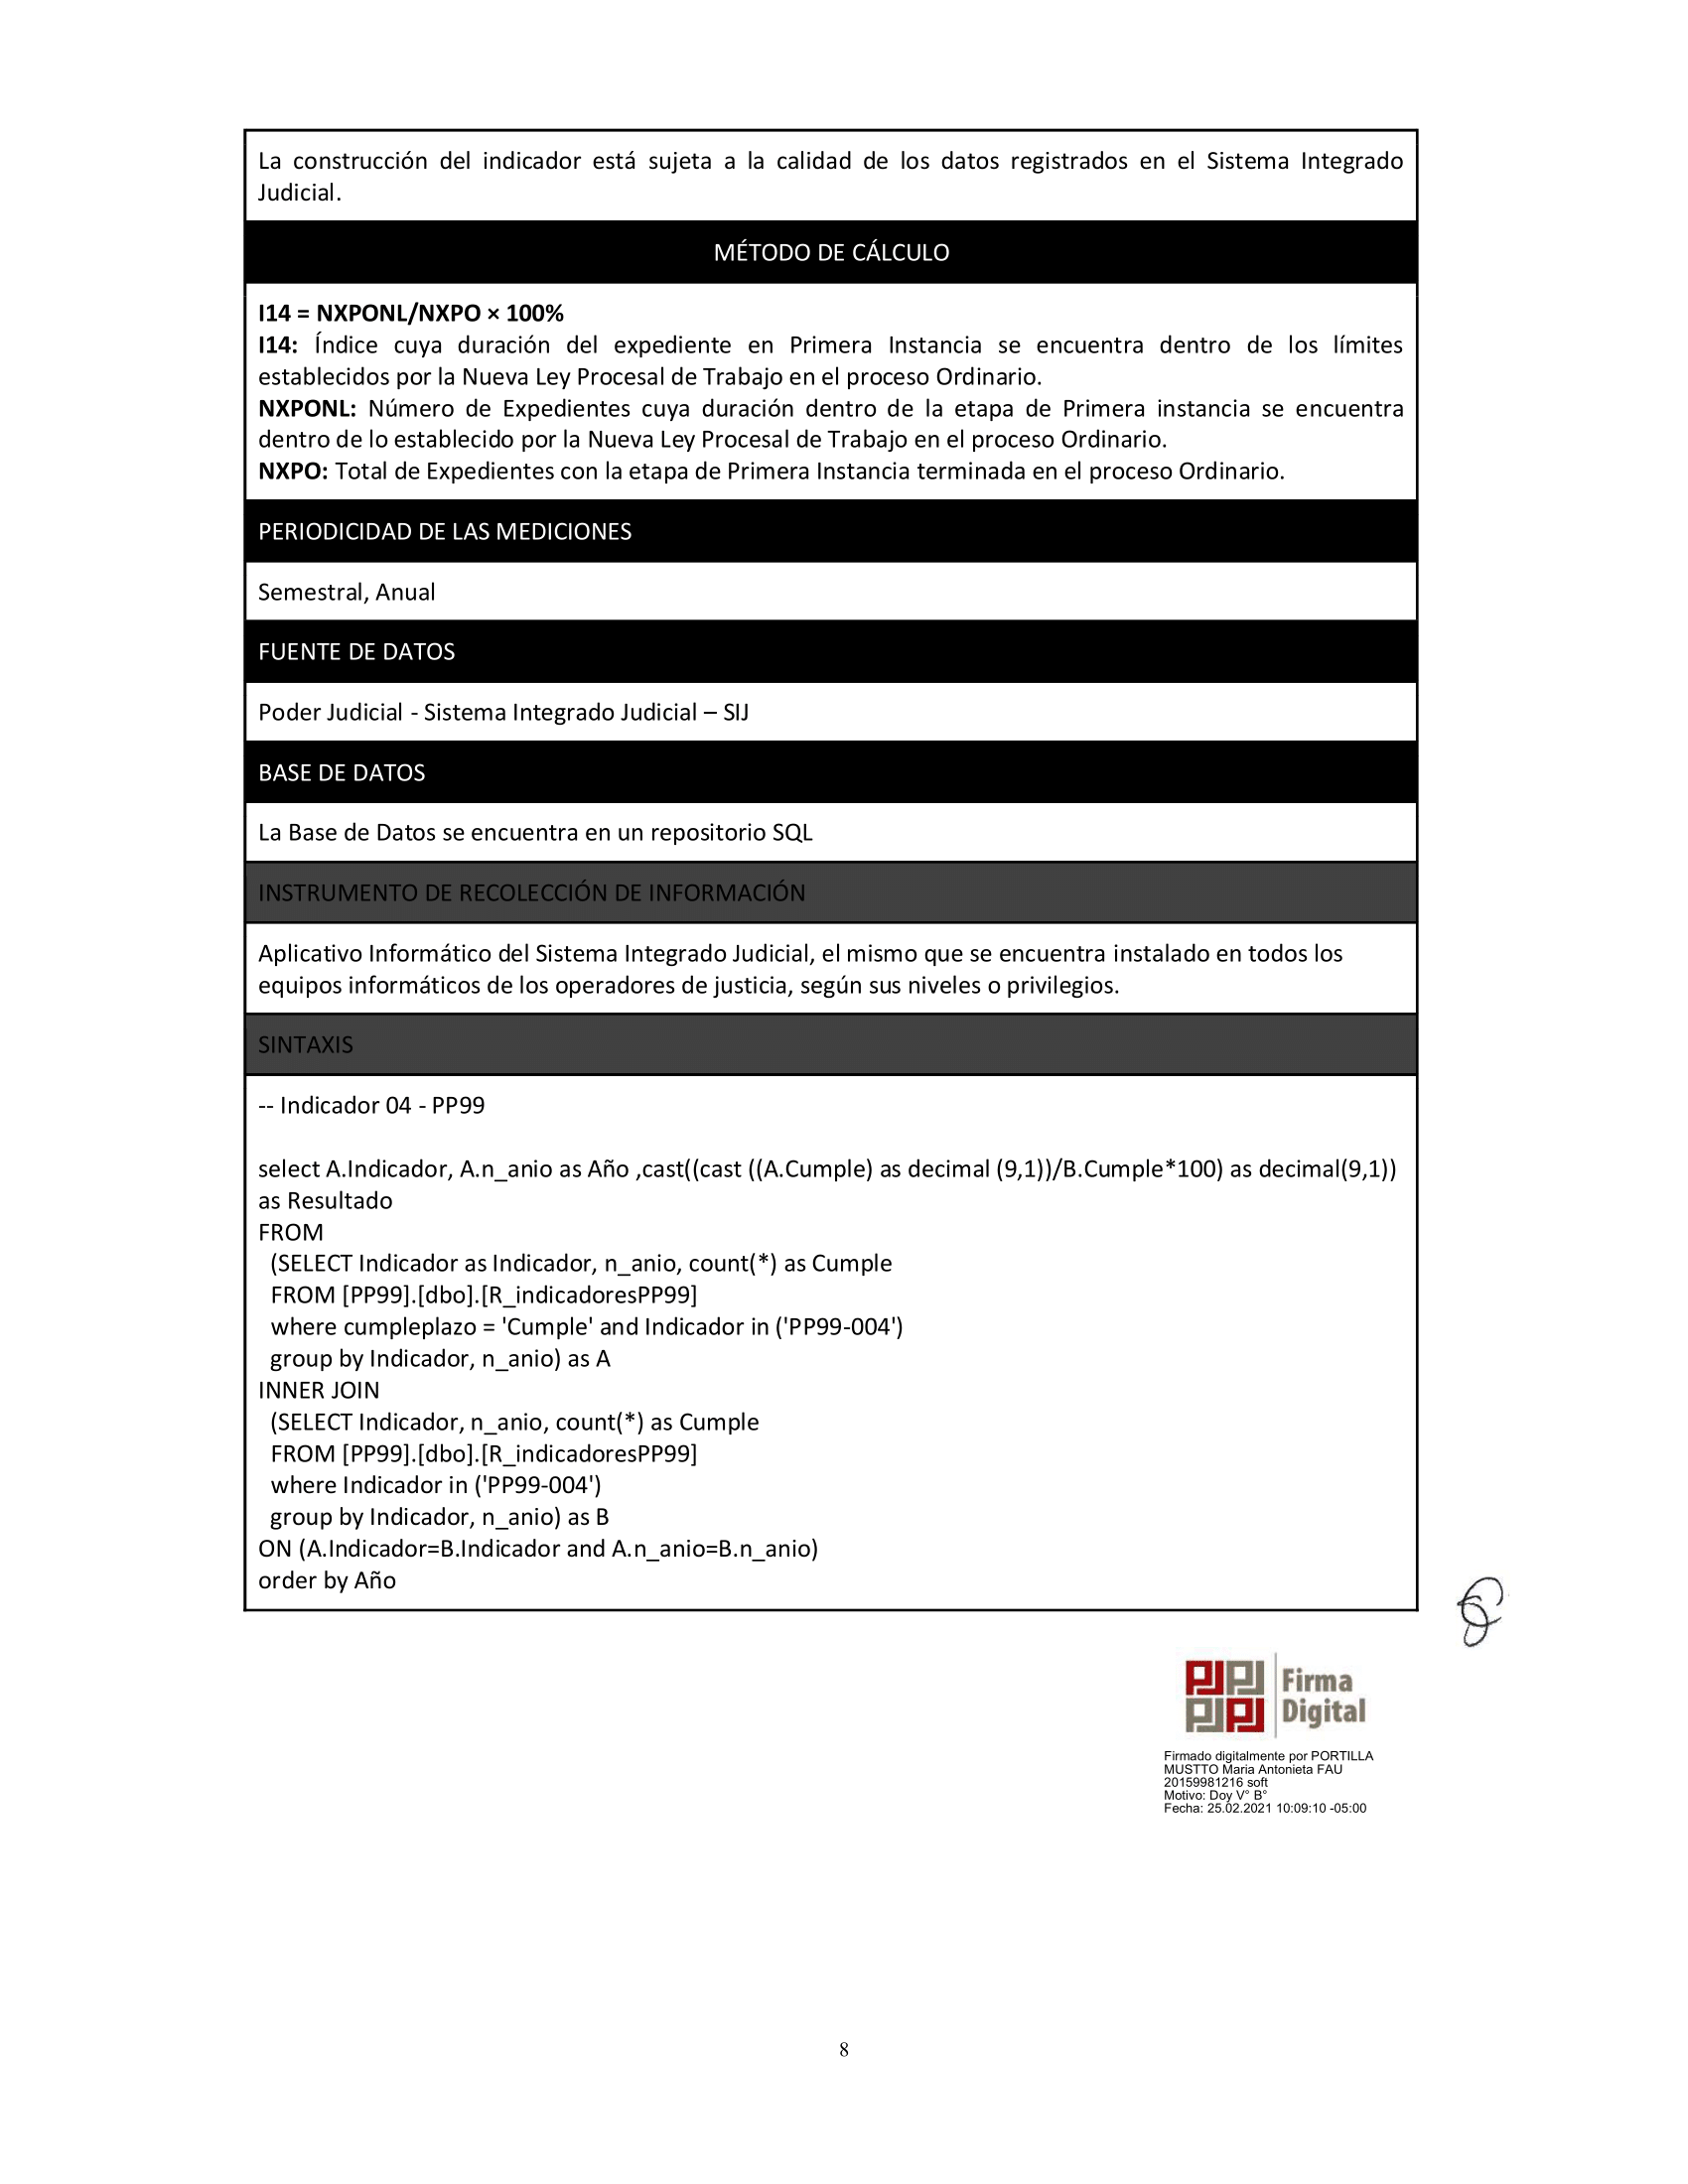 La construcción del indicador está sujeta a la calidad de los datos registrados en el Sistema Integrado
Judicial.
MÉTODO DE CÁLCULO
I14 = NXPONL/NXPO × 100%
I14: Índice cuya duración del expediente en Primera Instancia se encuentra dentro de los límites
establecidos por la Nueva Ley Procesal de Trabajo en el proceso Ordinario.
NXPONL: Número de Expedientes cuya duración dentro de la etapa de Primera instancia se encuentra
dentro de lo establecido por la Nueva Ley Procesal de Trabajo en el proceso Ordinario.
NXPO: Total de Expedientes con la etapa de Primera Instancia terminada en el proceso Ordinario.
PERIODICIDAD DE LAS MEDICIONES
Semestral, Anual
FUENTE DE DATOS
Poder Judicial - Sistema Integrado Judicial – SIJ
BASE DE DATOS
La Base de Datos se encuentra en un repositorio SQL
INSTRUMENTO DE RECOLECCIÓN DE INFORMACIÓN
Aplicativo Informático del Sistema Integrado Judicial, el mismo que se encuentra instalado en todos los
equipos informáticos de los operadores de justicia, según sus niveles o privilegios.
SINTAXIS
-- Indicador 04 - PP99
select A.Indicador, A.n_anio as Año ,cast((cast ((A.Cumple) as decimal (9,1))/B.Cumple*100) as decimal(9,1))
as Resultado
FROM
(SELECT Indicador as Indicador, n_anio, count(*) as Cumple
FROM [PP99].[dbo].[R_indicadoresPP99]
where cumpleplazo = 'Cumple' and Indicador in ('PP99-004')
group by Indicador, n_anio) as A
INNER JOIN
(SELECT Indicador, n_anio, count(*) as Cumple
FROM [PP99].[dbo].[R_indicadoresPP99]
where Indicador in ('PP99-004')
group by Indicador, n_anio) as B
ON (A.Indicador=B.Indicador and A.n_anio=B.n_anio)
order by Año
Firma
Digital
Firmado digitalmente por PORTILLA
MUSTTO Maria Antonieta FAU
20159981216 soft
Motivo: Doy V° B°
Fecha: 25.02.2021 10:09:10 -05:00
8